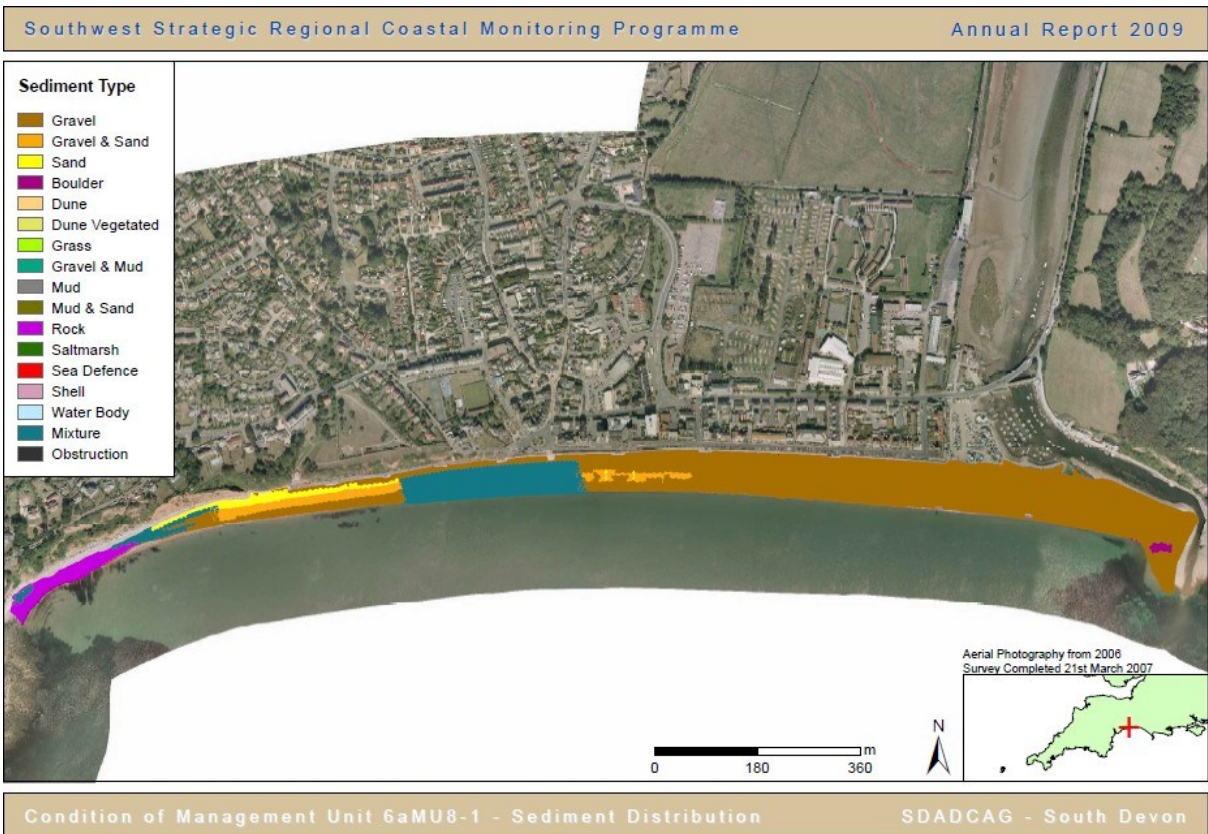 Southwest Strategic Regional Coastal Monitoring Programme Annual Report 2009
Sediment Type
Gravel
Gravel & Sand
Sand
Boulder
Dune
Dune Vegetated
Grass
Gravel & Mud
Mud
Mud & Sand
Rock
Saltmarsh
Sea Defence
Shell
Water Body
Mixture
Obstruction
Aerial Photography from 2006
Survey Completed 21st March 2007
N
m
0 180 360
Condition of Management Unit 6aMU8-1 - Sediment Distribution SDADCAG - South Devon